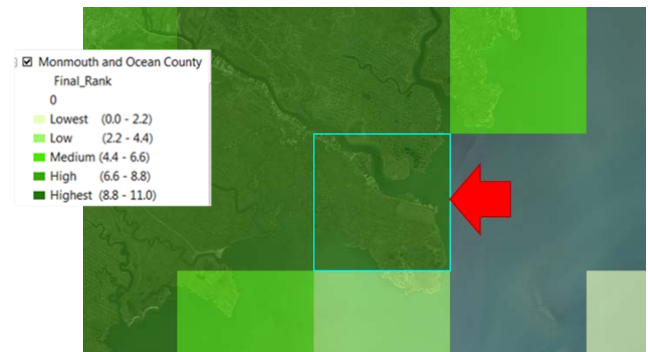 Monmouth and Ocean County
Final_Rank
0
Lowest (0.0 - 2.2)
Low (2.2 - 4.4)
Medium (4.4 - 6.6)
High (6.6 - 8.8)
Highest (8.8 - 11.0)